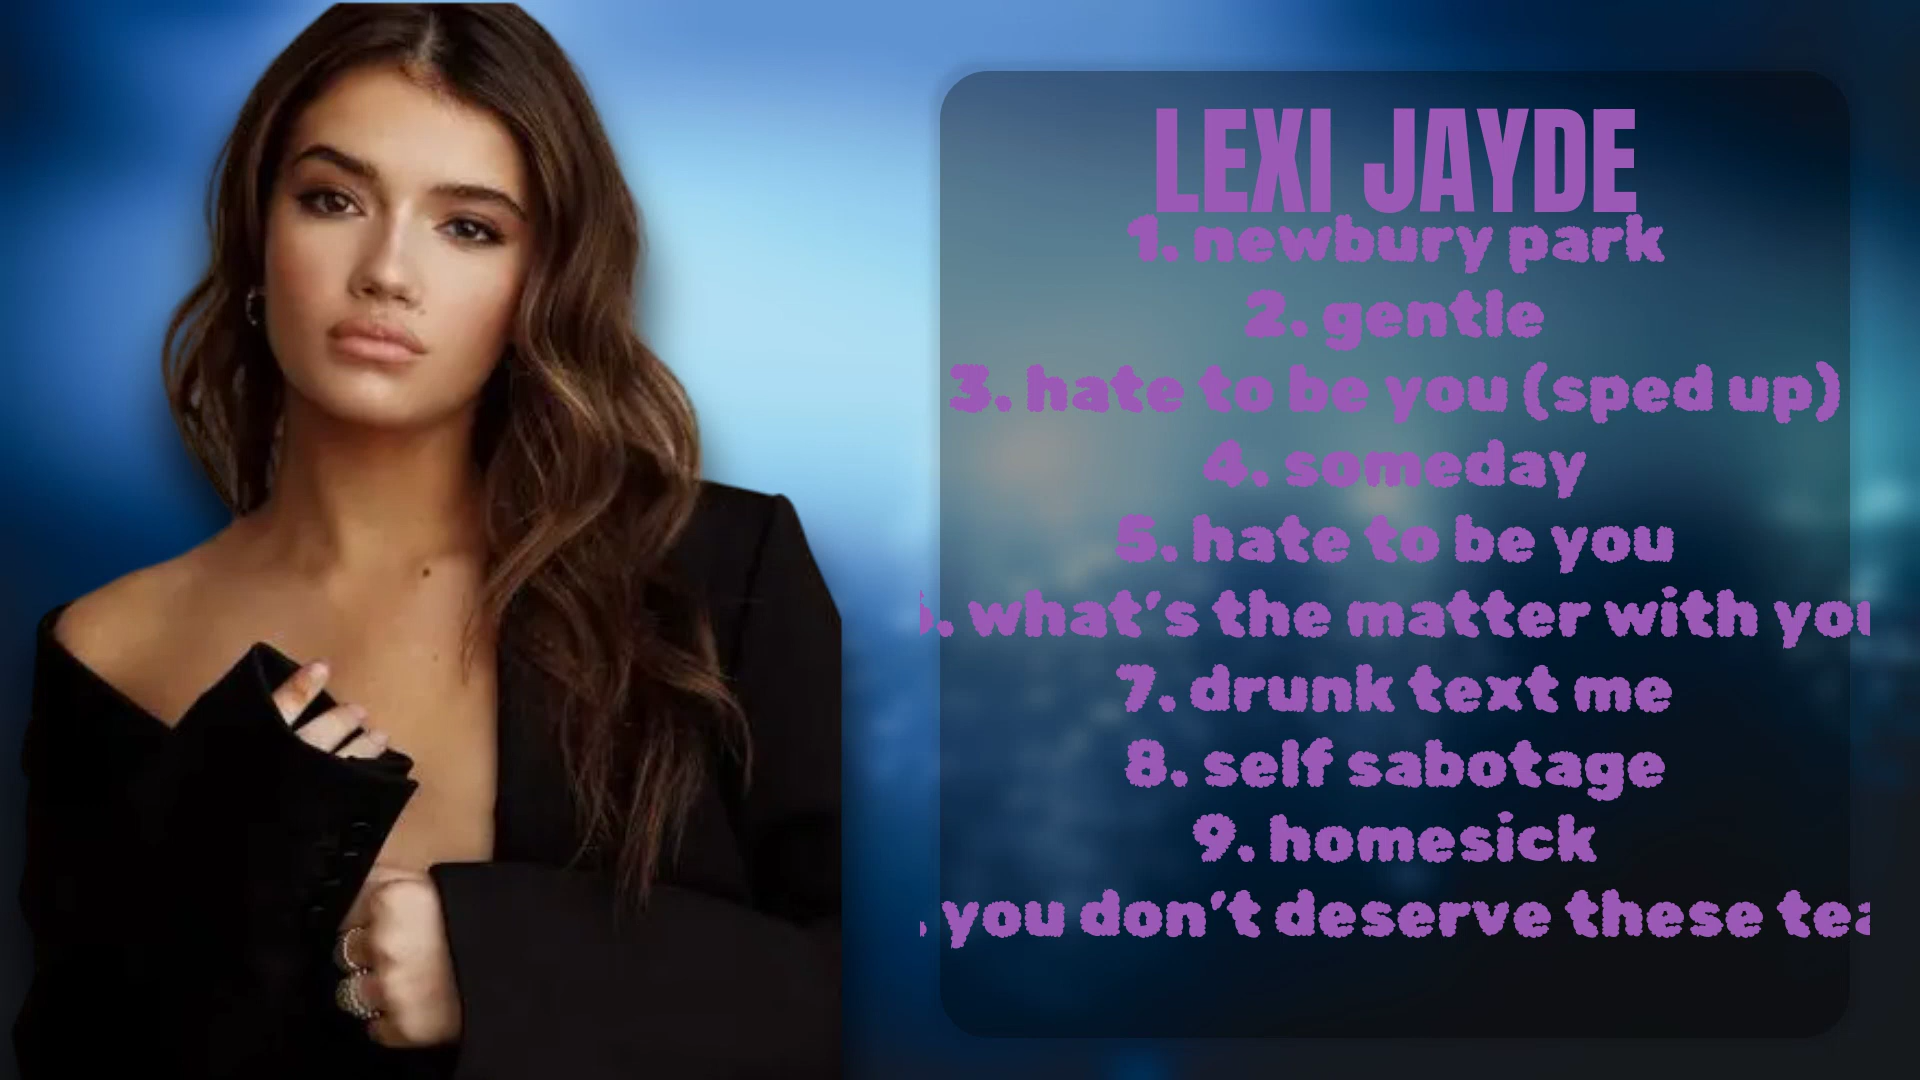 LEXI JAYDE
1. newbury park
2. gentle
3. hate to be you (sped up)
4. someday
5. hate to be you
. what's the matter with
7. drunk text me
8. self sabotage
9. homesick
. you don't deserve these